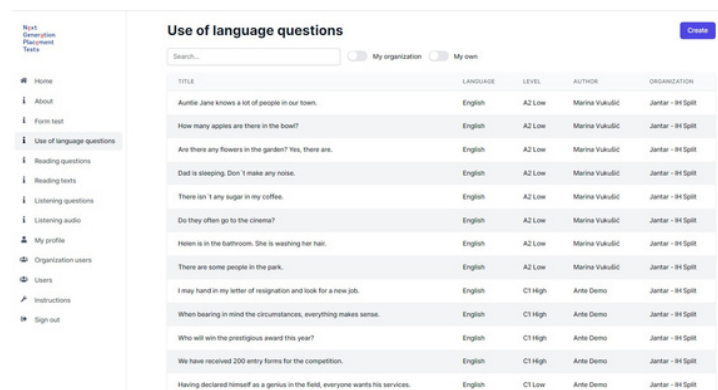 Next
Generation
Placement
Tests
Home
About
Form test
Use of language questions
Reading questions
Reading texts
Listening questions
Listening audio
My profile
Organization users
Users
Instructions
Sign out
Use of language questions
Create
Search...
My organization
My own
TITLE LANGUAGE LEVEL AUTHOR ORGANIZATION
Auntie Jane knows a lot of people in our town. English A2 Low Marina Vukušić Jantar - IH Split
How many apples are there in the bowl? English A2 Low Marina Vukušić Jantar - IH Split
Are there any flowers in the garden? Yes, there are. English A2 Low Marina Vukušić Jantar - IH Split
Dad is sleeping. Don´t make any noise. English A2 Low Marina Vukušić Jantar - IH Split
There isn´t any sugar in my coffee. English A2 Low Marina Vukušić Jantar - IH Split
Do they often go to the cinema? English A2 Low Marina Vukušić Jantar - IH Split
Helen is in the bathroom. She is washing her hair. English A2 Low Marina Vukušić Jantar - IH Split
There are some people in the park. English A2 Low Marina Vukušić Jantar - IH Split
I may hand in my letter of resignation and look for a new job. English C1 High Ante Demo Jantar - IH Split
When bearing in mind the circumstances, everything makes sense. English C1 High Ante Demo Jantar - IH Split
Who will win the prestigious award this year? English C1 High Ante Demo Jantar - IH Split
We have received 200 entry forms for the competition. English C1 High Ante Demo Jantar - IH Split
Having declared himself as a genius in the field, everyone wants his services. English C1 Low Ante Demo Jantar - IH Split